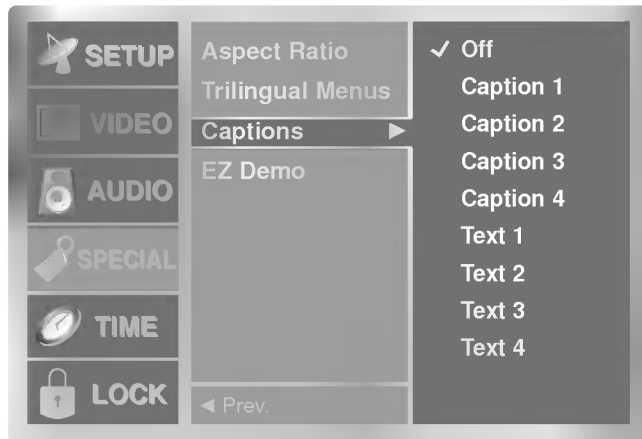 SETUP
VIDEO
AUDIO
SPECIAL
TIME
LOCK
Aspect Ratio
Trilingual Menus
Captions ►
EZ Demo
◄ Prev.
✓ Off
Caption 1
Caption 2
Caption 3
Caption 4
Text 1
Text 2
Text 3
Text 4